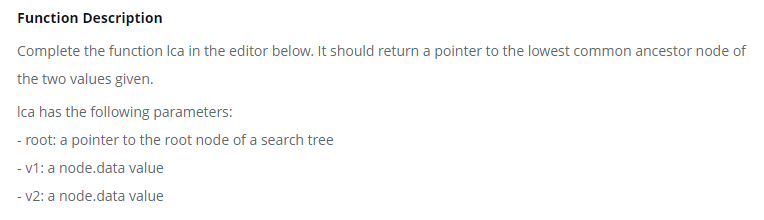 Function Description
Complete the function lca in the editor below. It should return a pointer to the lowest common ancestor node of
the two values given.
lca has the following parameters:
- root: a pointer to the root node of a search tree
- v1: a node.data value
- v2: a node.data value